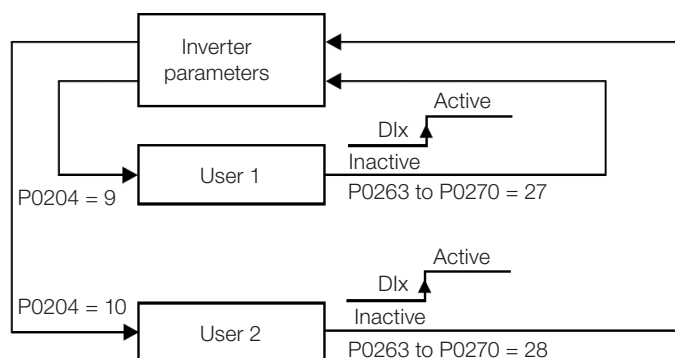 Inverter
parameters
Active
DIx
Inactive
User 1
P0204 = 9
P0263 to P0270 = 27
Active
DIx
P0204 = 10
Inactive
User 2
P0263 to P0270 = 28